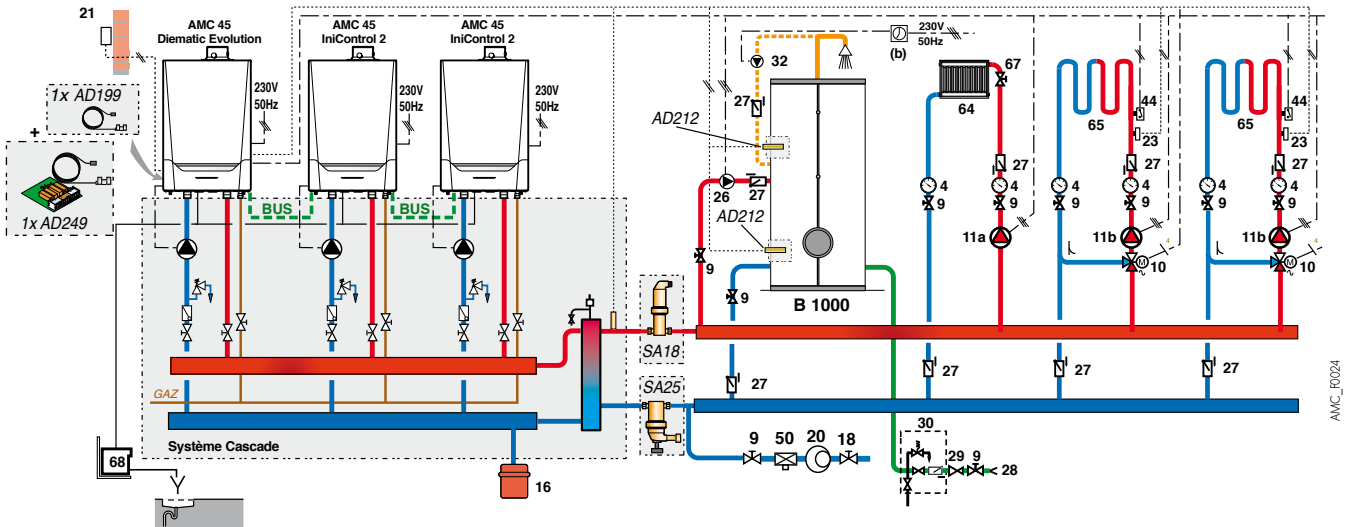 21
AMC 45
Diematic Evolution
AMC 45
IniControl 2
AMC 45
IniControl 2
230V
50Hz
230V
50Hz
230V
50Hz
1x AD199
+
1x AD249
BUS
BUS
GAZ
Système Cascade
68
16
SA18
SA25
32
27
AD212
26
27
AD212
9
9
B 1000
(b)
230V
50Hz
67
64
4
9
4
9
11a
65
44
23
27
4
9
4
9
11b
M
10
4
65
44
23
27
4
9
4
9
11b
M
10
4
27
27
27
27
9
50
20
18
30
29
9
28
AMC_F0024